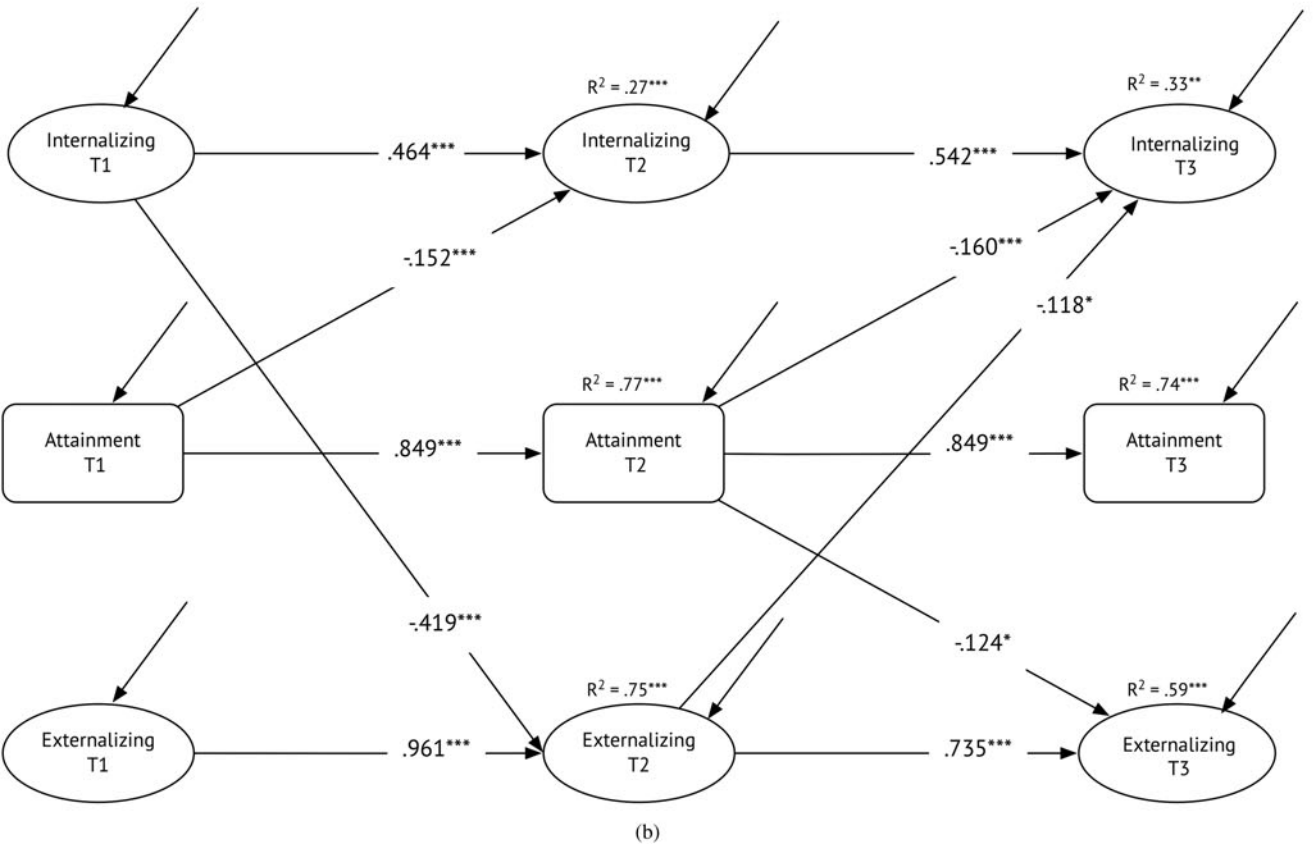 R² = .27***
R² = .33**
Internalizing
T1
.464***
Internalizing
T2
.542***
Internalizing
T3
-.152***
-.160***
-.118*
R² = .77***
R² = .74***
Attainment
T1
.849***
Attainment
T2
.849***
Attainment
T3
-.419***
-.124*
R² = .75***
R² = .59***
Externalizing
T1
.961***
Externalizing
T2
.735***
Externalizing
T3
(b)